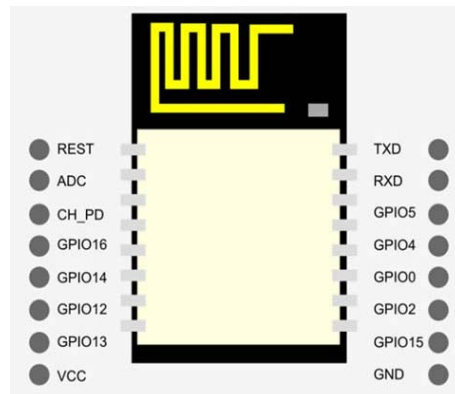 REST
ADC
CH_PD
GPIO16
GPIO14
GPIO12
GPIO13
VCC
TXD
RXD
GPIO5
GPIO4
GPIO0
GPIO2
GPIO15
GND